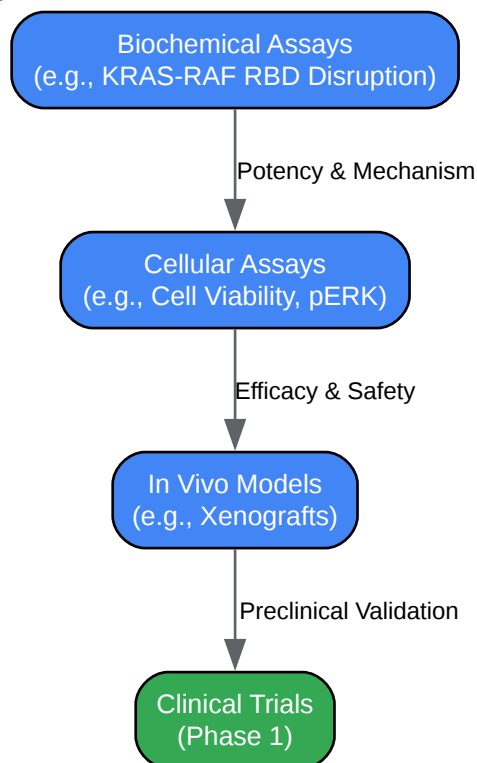 Biochemical Assays
(e.g., KRAS-RAF RBD Disruption)
Potency & Mechanism
Cellular Assays
(e.g., Cell Viability, pERK)
Efficacy & Safety
In Vivo Models
(e.g., Xenografts)
Preclinical Validation
Clinical Trials
(Phase 1)